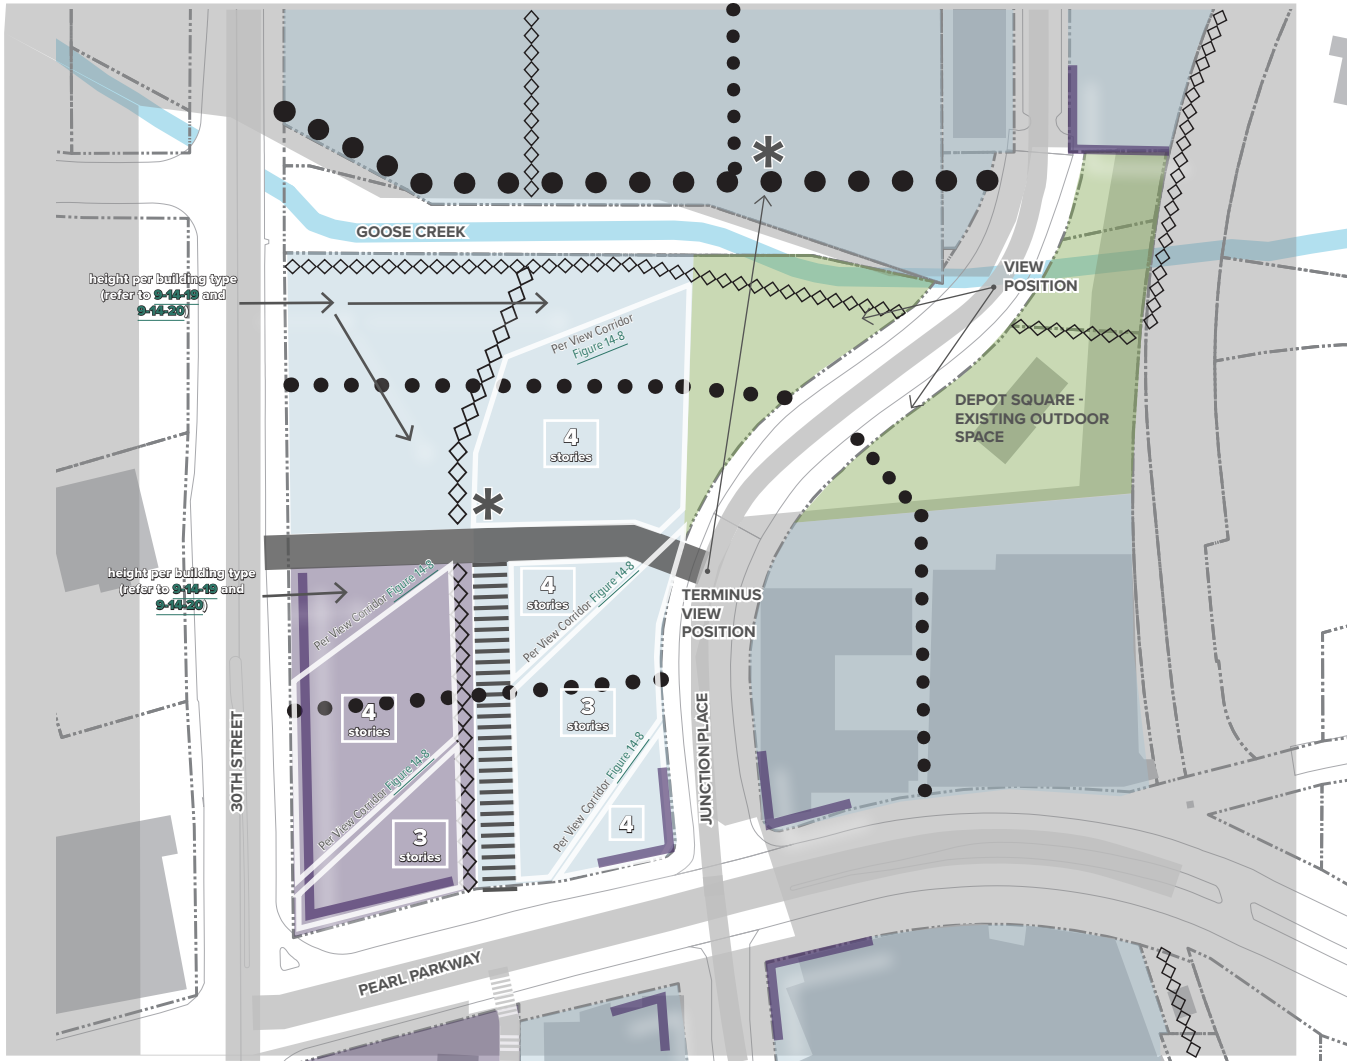 GOOSE CREEK
VIEW
POSITION
height per building type
(refer to 9-14-19 and
9-14-20)
Per View Corridor
Figure 14-8
DEPOT SQUARE -
EXISTING OUTDOOR
SPACE
4
stories
height per building type
(refer to 9-14-19 and
9-14-20)
Per View Corridor Figure 14-8
4
stories
Per View Corridor Figure 14-8
TERMINUS
VIEW
POSITION
4
stories
3
stories
30TH STREET
JUNCTION PLACE
Per View Corridor Figure 14-8
Per View Corridor Figure 14-8
3
stories
4
PEARL PARKWAY